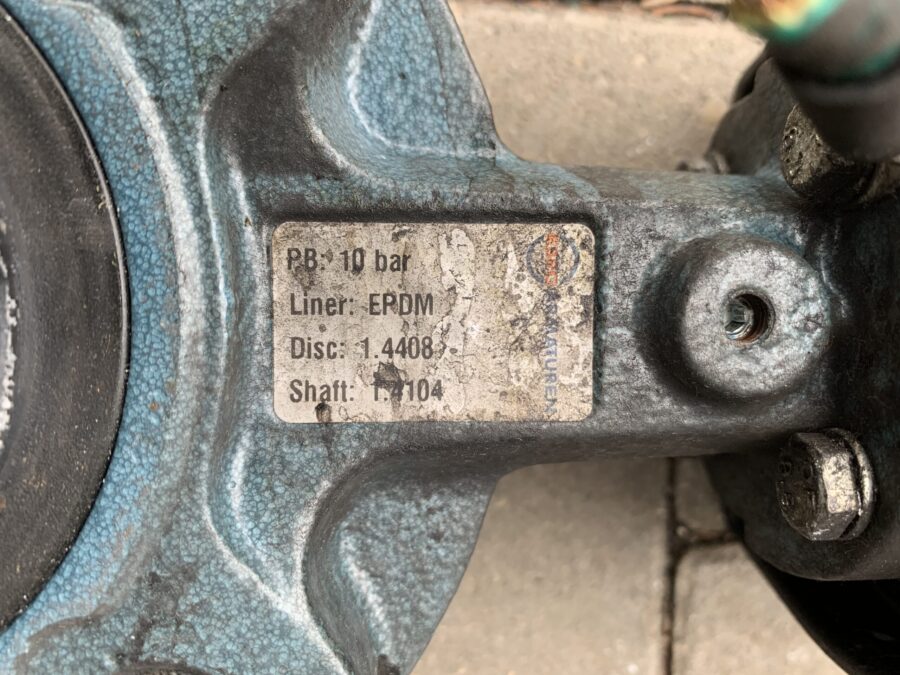 PB: 10 bar
Liner: EPDM
Disc: 1.4408
Shaft: 1.4104
ARMATUREN